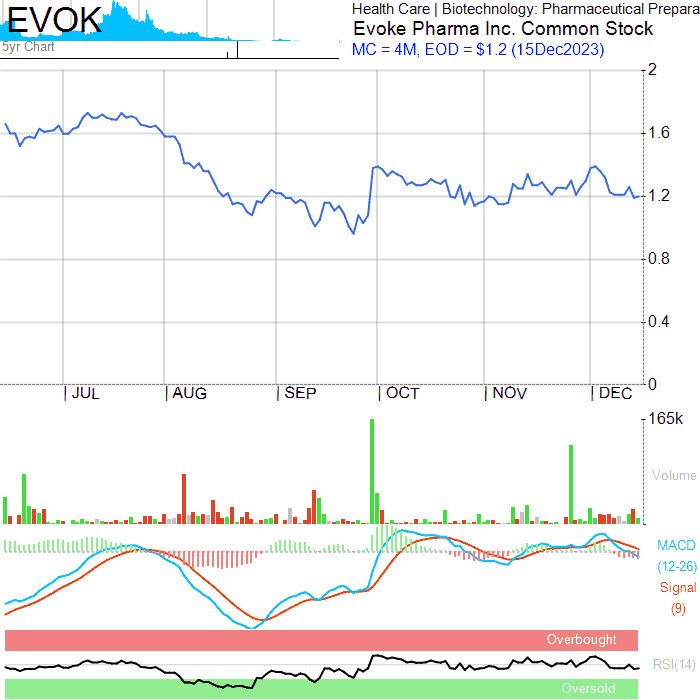 EVOK
5yr Chart
Health Care | Biotechnology: Pharmaceutical Prepara
Evoke Pharma Inc. Common Stock
MC = 4M, EOD = $1.2 (15Dec2023)
2
1.6
1.2
0.8
0.4
0
JUL AUG SEP OCT NOV DEC
165k
Volume
MACD
(12-26)
Signal
(9)
Overbought
RSI(14)
Oversold